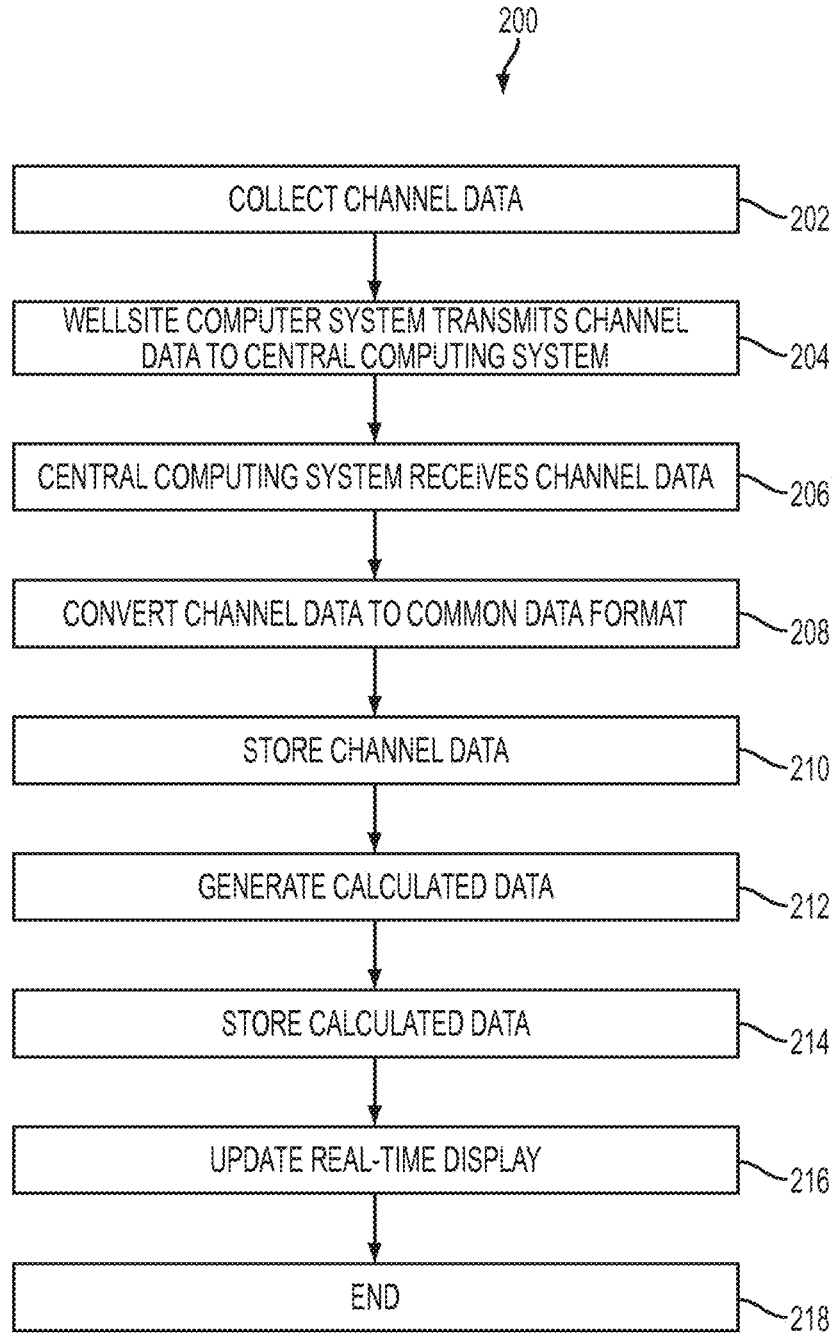 200
COLLECT CHANNEL DATA
202
WELLSITE COMPUTER SYSTEM TRANSMITS CHANNEL
DATA TO CENTRAL COMPUTING SYSTEM
204
CENTRAL COMPUTING SYSTEM RECEIVES CHANNEL DATA
206
CONVERT CHANNEL DATA TO COMMON DATA FORMAT
208
STORE CHANNEL DATA
210
GENERATE CALCULATED DATA
212
STORE CALCULATED DATA
214
UPDATE REAL-TIME DISPLAY
216
END
218